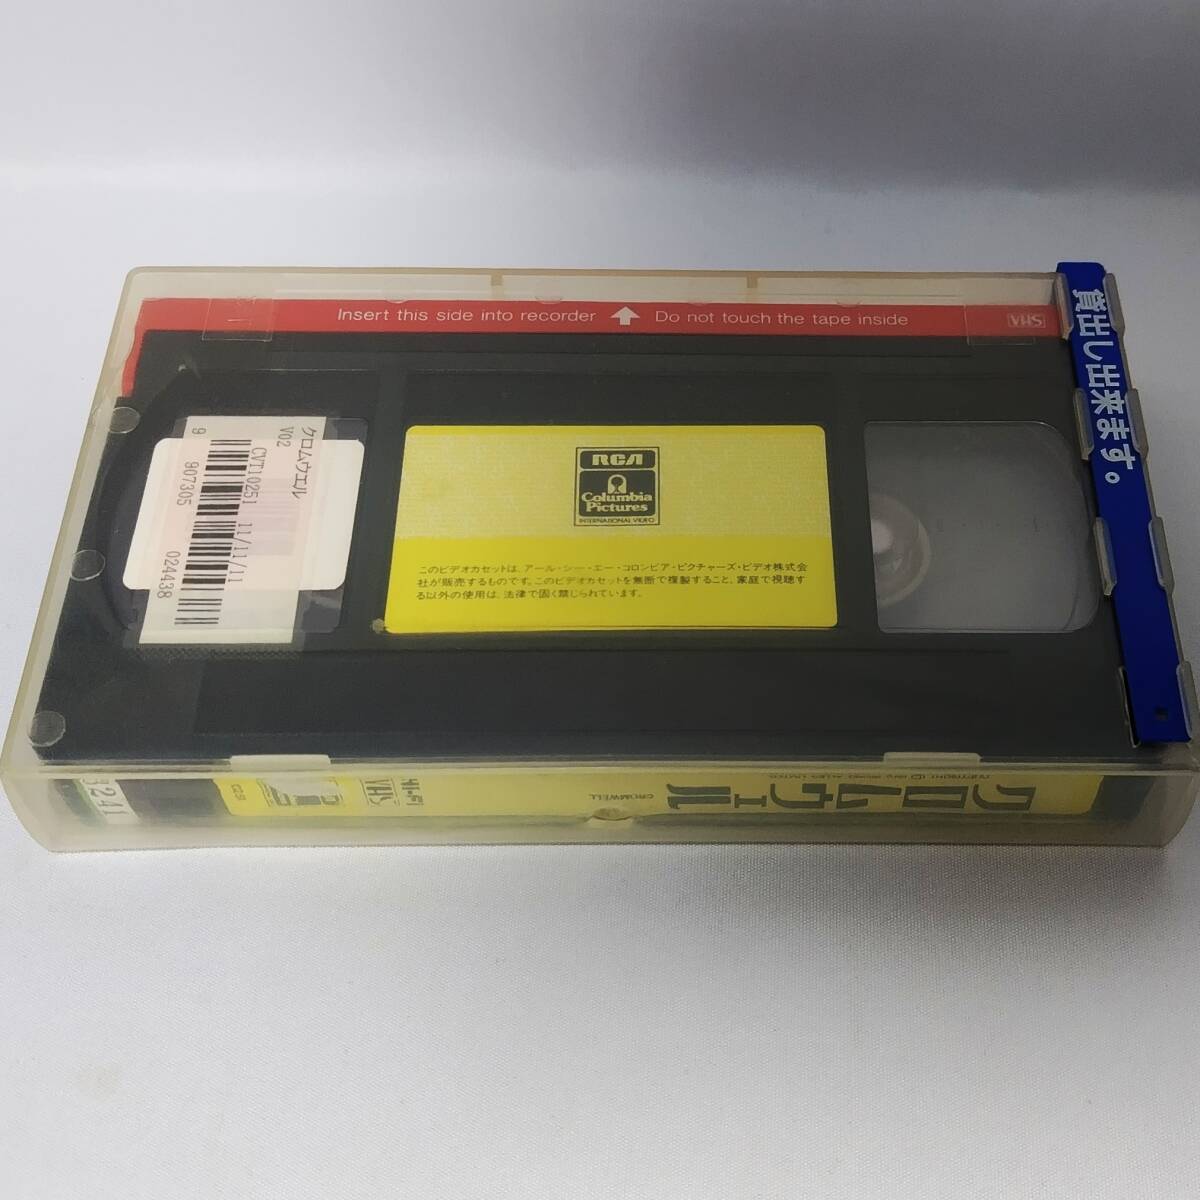 Insert this side into recorder
Do not touch the tape inside
VHS
貸出し出来ます。
クロムウエル
V02
CVT10251 11/11/11
9 907305 024438
RCA
Columbia
Pictures
INTERNATIONAL VIDEO
このビデオカセットは、アール・シー・エー・コロンビア・ピクチャーズ・ビデオ株式会
社が販売するものです。このビデオカセットを無断で複製すること、家庭で視聴す
る以外の使用は、法律で固く禁じられています。
3241
Hi-Fi
VHS
CROMWELL
クロムウェル